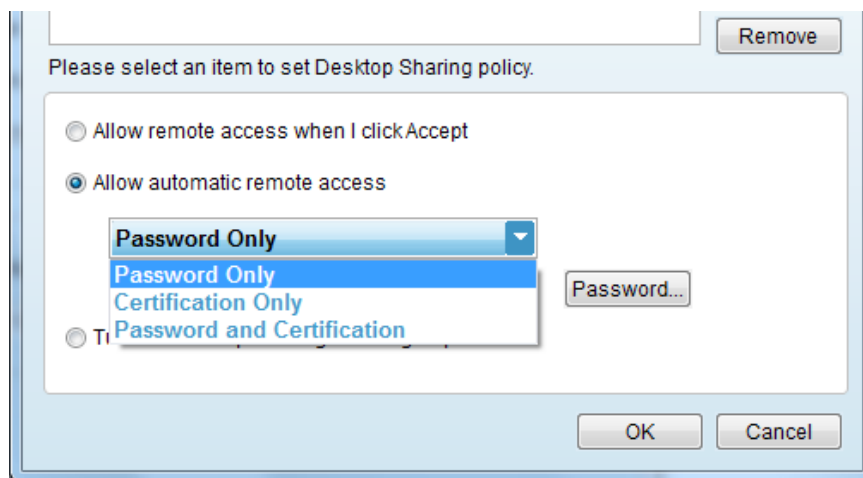 Remove
Please select an item to set Desktop Sharing policy.
Allow remote access when I click Accept
Allow automatic remote access
Password Only
Password Only
Certification Only
Password...
Password and Certification
OK Cancel